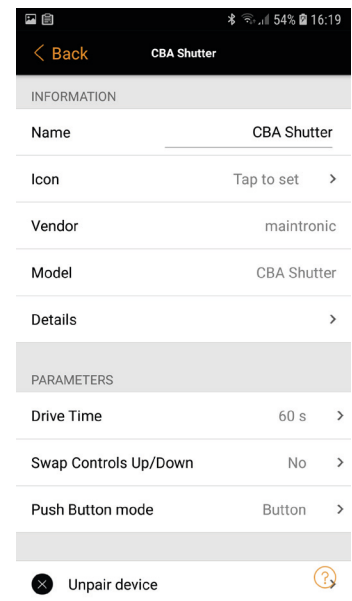 54% 16:19
< Back CBA Shutter
INFORMATION
Name CBA Shutter
Icon Tap to set >
Vendor maintronic
Model CBA Shutter
Details >
PARAMETERS
Drive Time 60 s >
Swap Controls Up/Down No >
Push Button mode Button >
Unpair device ?